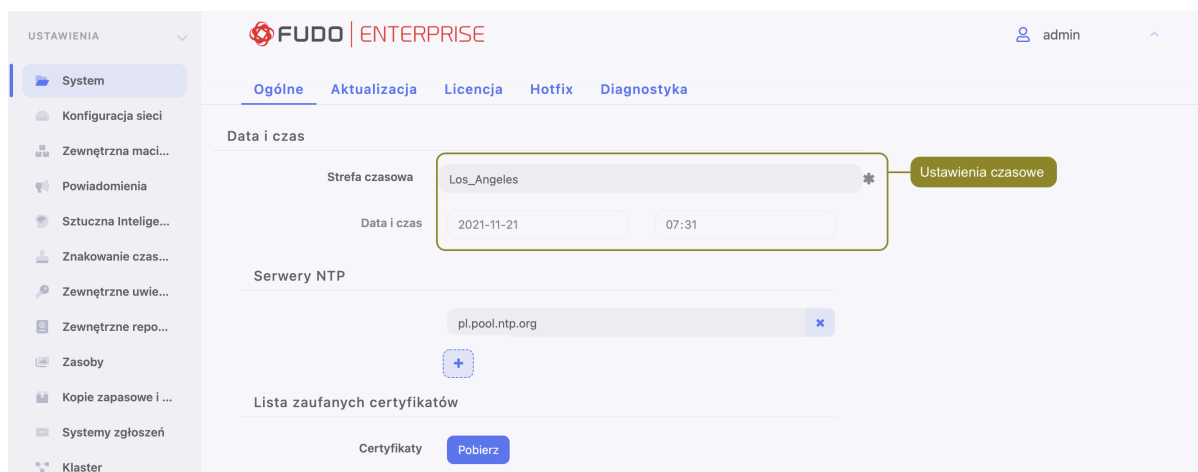 USTAWIENIA
FUDO ENTERPRISE
admin
System
Konfiguracja sieci
Zewnętrzna maci...
Powiadomienia
Sztuczna Intelige...
Znakowanie czas...
Zewnętrzne uwie...
Zewnętrzne repo...
Zasoby
Kopie zapasowe i ...
Systemy zgłoszeń
Klaster
Ogólne Aktualizacja Licencja Hotfix Diagnostyka
Data i czas
Strefa czasowa Los_Angeles ✱
Ustawienia czasowe
Data i czas 2021-11-21 07:31
Serwery NTP
pl.pool.ntp.org
Lista zaufanych certyfikatów
Certyfikaty Pobierz